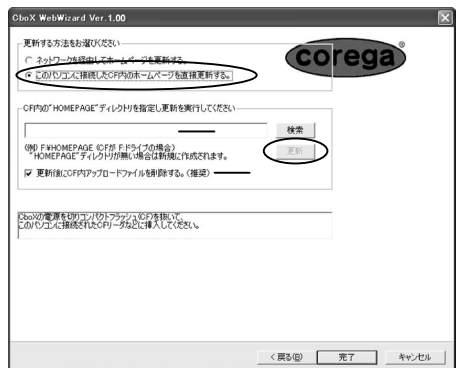 CboX WebWizard Ver.1.00
更新する方法をお選びください
ネットワークを経由してホームページを更新する。
corega®
このパソコンに接続したCF内のホームページを直接更新する。
CF内の"HOMEPAGE"ディレクトリを指定し更新を実行してください
検索
(例) F:¥HOMEPAGE (CFが F:ドライブの場合)
"HOMEPAGE"ディレクトリが無い場合は新規に作成されます。
更新
更新後にCF内アップロードファイルを削除する。(推奨)
CboXの電源を切りコンパクトフラッシュ(CF)を抜いて、
このパソコンに接続されたCFリーダなどに挿入してください。
< 戻る(B)
完了
キャンセル